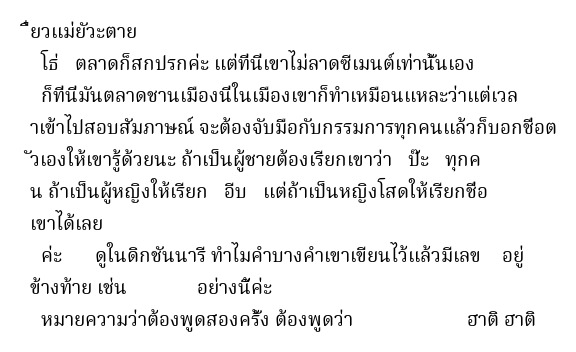 ี่ยวแม่ยัวะตาย
โธ่ ตลาดก็สกปรกค่ะ แต่ที่นี่เขาไม่ลาดซีเมนต์เท่านั้นเอง
ก็ที่นี่มันตลาดชานเมืองนี่ในเมืองเขาก็ทำเหมือนแหละว่าแต่เวล
าเข้าไปสอบสัมภาษณ์ จะต้องจับมือกับกรรมการทุกคนแล้วก็บอกชื่อต
ัวเองให้เขารู้ด้วยนะ ถ้าเป็นผู้ชายต้องเรียกเขาว่า ป๊ะ ทุกค
น ถ้าเป็นผู้หญิงให้เรียก อีบ แต่ถ้าเป็นหญิงโสดให้เรียกชื่อ
เขาได้เลย
ค่ะ ดูในดิกชันนารี ทำไมคำบางคำเขาเขียนไว้แล้วมีเลข อยู่
ข้างท้าย เช่น อย่างนี้ค่ะ
หมายความว่าต้องพูดสองครั้ง ต้องพูดว่า ฮาติ ฮาติ